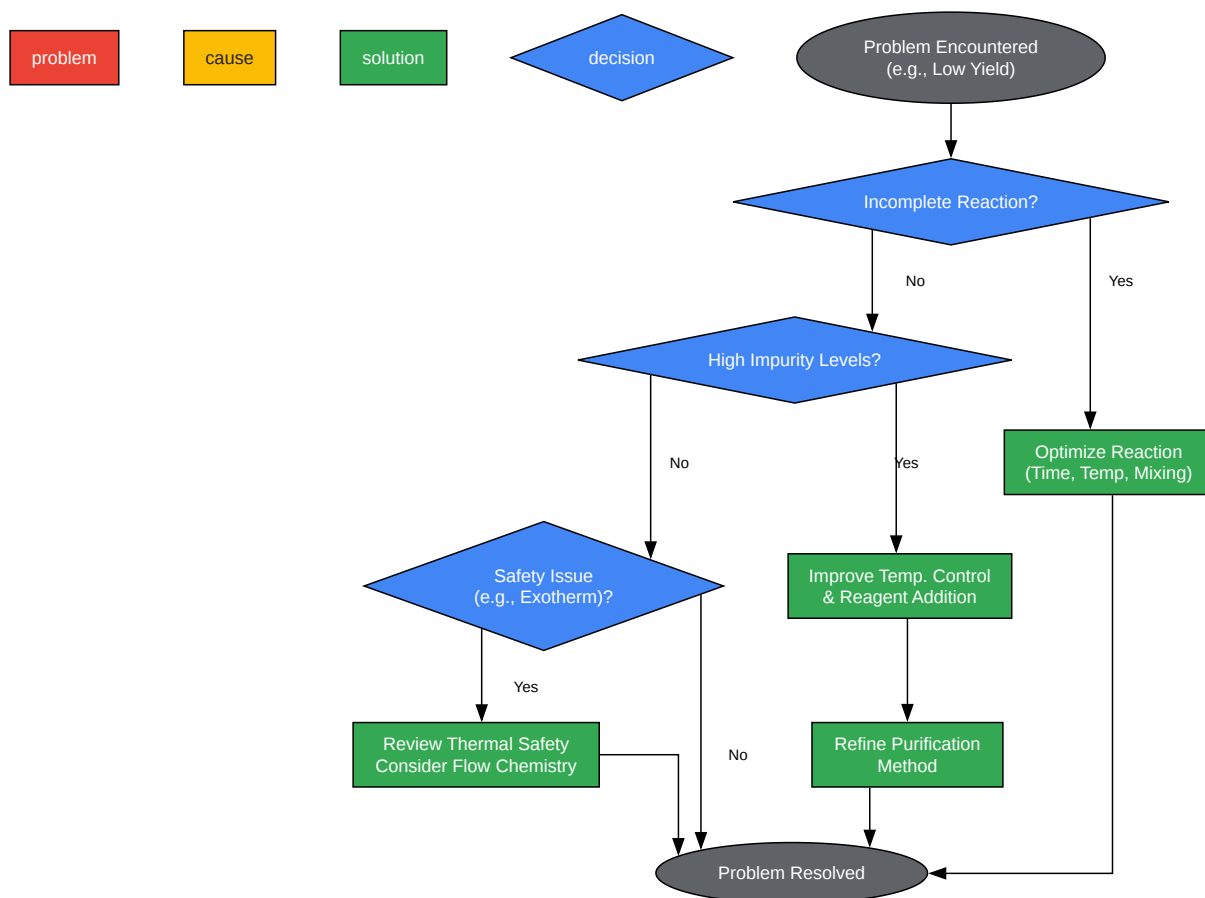 problem
cause
solution
decision
Problem Encountered
(e.g., Low Yield)
Incomplete Reaction?
No
Yes
High Impurity Levels?
No
Yes
Optimize Reaction
(Time, Temp, Mixing)
Safety Issue
(e.g., Exotherm)?
Improve Temp. Control
& Reagent Addition
Yes
No
Review Thermal Safety
Consider Flow Chemistry
Refine Purification
Method
Problem Resolved